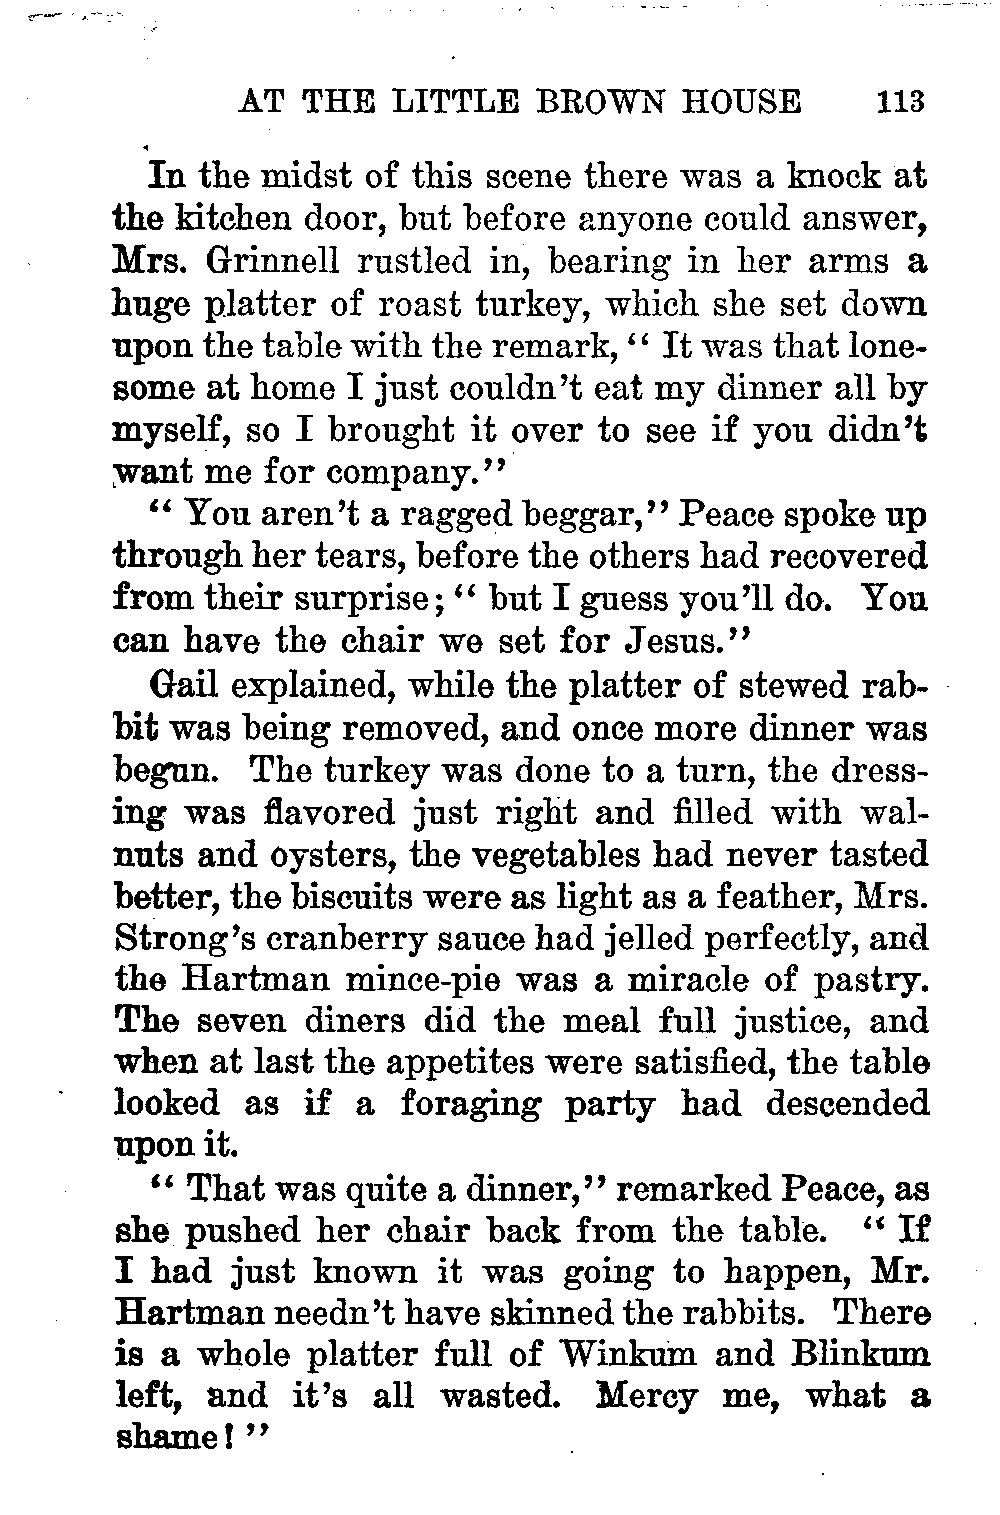 AT THE LITTLE BROWN HOUSE 113
In the midst of this scene there was a knock at
the kitchen door, but before anyone could answer,
Mrs. Grinnell rustled in, bearing in her arms a
huge platter of roast turkey, which she set down
upon the table with the remark, “ It was that lone-
some at home I just couldn’t eat my dinner all by
myself, so I brought it over to see if you didn’t
want me for company.”
“ You aren’t a ragged beggar,” Peace spoke up
through her tears, before the others had recovered
from their surprise; “ but I guess you’ll do. You
can have the chair we set for Jesus.”
Gail explained, while the platter of stewed rab-
bit was being removed, and once more dinner was
begun. The turkey was done to a turn, the dress-
ing was flavored just right and filled with wal-
nuts and oysters, the vegetables had never tasted
better, the biscuits were as light as a feather, Mrs.
Strong’s cranberry sauce had jelled perfectly, and
the Hartman mince-pie was a miracle of pastry.
The seven diners did the meal full justice, and
when at last the appetites were satisfied, the table
looked as if a foraging party had descended
upon it.
“ That was quite a dinner,” remarked Peace, as
she pushed her chair back from the table. “ If
I had just known it was going to happen, Mr.
Hartman needn’t have skinned the rabbits. There
is a whole platter full of Winkum and Blinkum
left, and it’s all wasted. Mercy me, what a
shame! ”